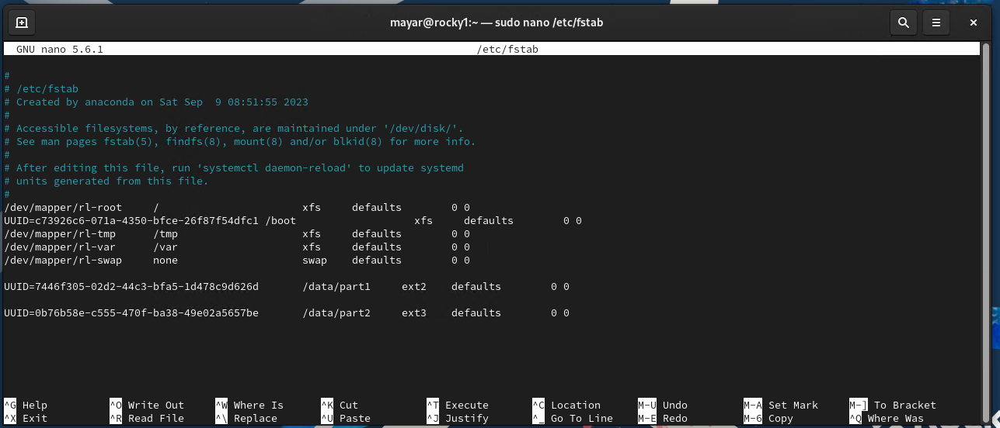 mayar@rocky1:~ — sudo nano /etc/fstab
GNU nano 5.6.1 /etc/fstab
#
# /etc/fstab
# Created by anaconda on Sat Sep  9 08:51:55 2023
#
# Accessible filesystems, by reference, are maintained under '/dev/disk/'.
# See man pages fstab(5), findfs(8), mount(8) and/or blkid(8) for more info.
#
# After editing this file, run 'systemctl daemon-reload' to update systemd
# units generated from this file.
#
/dev/mapper/rl-root     /                       xfs     defaults        0 0
UUID=c73926c6-071a-4350-bfce-26f87f54dfc1 /boot                   xfs     defaults        0 0
/dev/mapper/rl-tmp      /tmp                    xfs     defaults        0 0
/dev/mapper/rl-var      /var                    xfs     defaults        0 0
/dev/mapper/rl-swap     none                    swap    defaults        0 0
UUID=7446f305-02d2-44c3-bfa5-1d478c9d626d       /data/part1     ext2    defaults        0 0
UUID=0b76b58e-c555-470f-ba38-49e02a5657be       /data/part2     ext3    defaults        0 0
^G Help ^O Write Out ^W Where Is ^K Cut ^T Execute ^C Location M-U Undo M-A Set Mark M-] To Bracket
^X Exit ^R Read File ^\ Replace ^U Paste ^J Justify ^_ Go To Line M-E Redo M-6 Copy ^Q Where Was